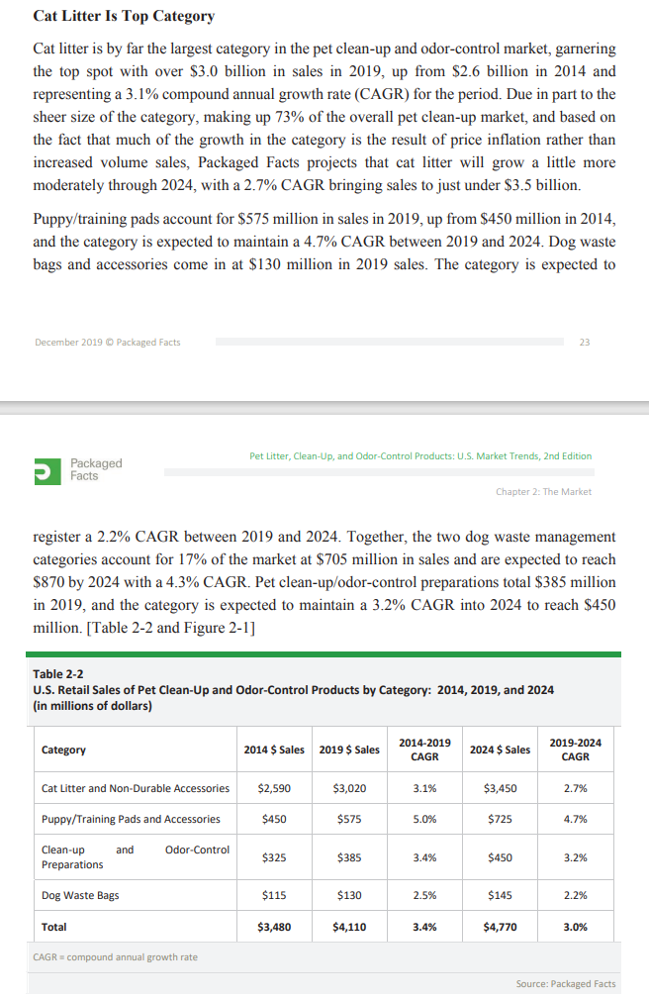 Cat Litter Is Top Category
Cat litter is by far the largest category in the pet clean-up and odor-control market, garnering
the top spot with over $3.0 billion in sales in 2019, up from $2.6 billion in 2014 and
representing a 3.1% compound annual growth rate (CAGR) for the period. Due in part to the
sheer size of the category, making up 73% of the overall pet clean-up market, and based on
the fact that much of the growth in the category is the result of price inflation rather than
increased volume sales, Packaged Facts projects that cat litter will grow a little more
moderately through 2024, with a 2.7% CAGR bringing sales to just under $3.5 billion.
Puppy/training pads account for $575 million in sales in 2019, up from $450 million in 2014,
and the category is expected to maintain a 4.7% CAGR between 2019 and 2024. Dog waste
bags and accessories come in at $130 million in 2019 sales. The category is expected to
December 2019 © Packaged Facts 23
Packaged
Facts
Pet Litter, Clean-Up, and Odor-Control Products: U.S. Market Trends, 2nd Edition
Chapter 2: The Market
register a 2.2% CAGR between 2019 and 2024. Together, the two dog waste management
categories account for 17% of the market at $705 million in sales and are expected to reach
$870 by 2024 with a 4.3% CAGR. Pet clean-up/odor-control preparations total $385 million
in 2019, and the category is expected to maintain a 3.2% CAGR into 2024 to reach $450
million. [Table 2-2 and Figure 2-1]
Table 2-2
U.S. Retail Sales of Pet Clean-Up and Odor-Control Products by Category: 2014, 2019, and 2024
(in millions of dollars)
Category 2014 $ Sales 2019 $ Sales 2014-2019 CAGR 2024 $ Sales 2019-2024 CAGR
Cat Litter and Non-Durable Accessories $2,590 $3,020 3.1% $3,450 2.7%
Puppy/Training Pads and Accessories $450 $575 5.0% $725 4.7%
Clean-up and Odor-Control Preparations $325 $385 3.4% $450 3.2%
Dog Waste Bags $115 $130 2.5% $145 2.2%
Total $3,480 $4,110 3.4% $4,770 3.0%
CAGR = compound annual growth rate
Source: Packaged Facts